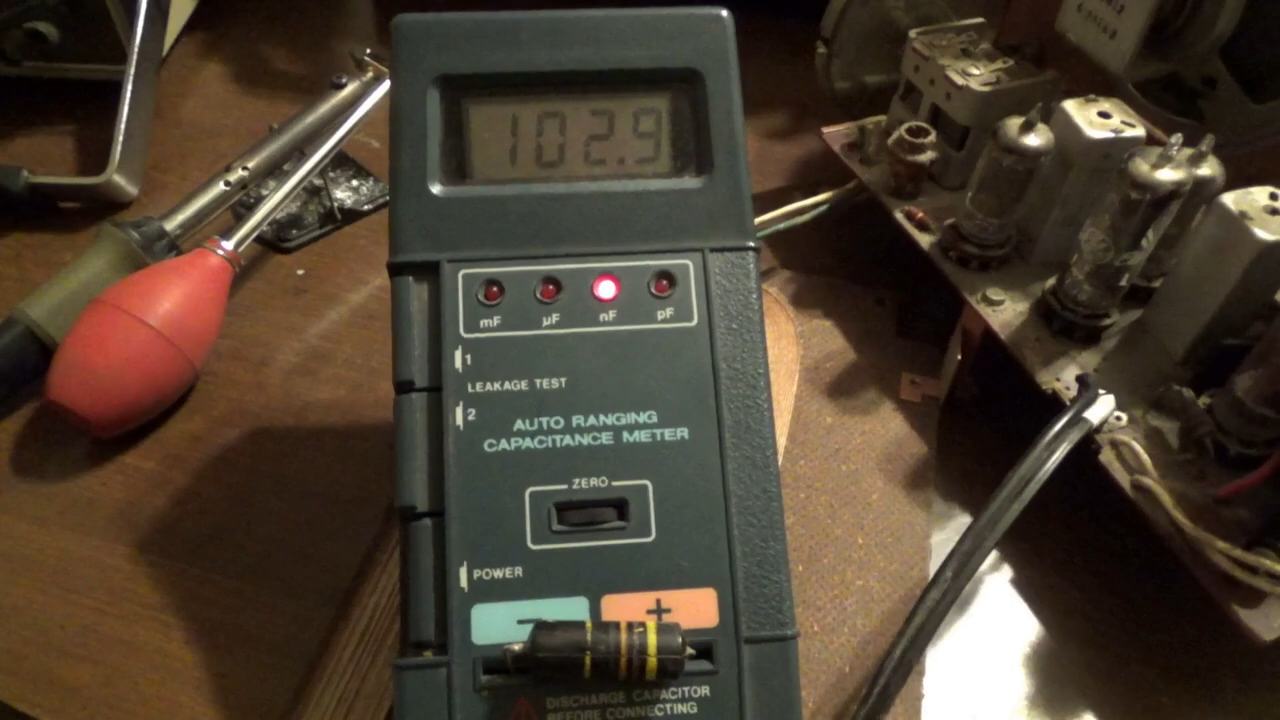 102.9
mF µF nF pF
1
LEAKAGE TEST
2
AUTO RANGING
CAPACITANCE METER
ZERO
POWER
- +
DISCHARGE CAPACITOR
BEFORE CONNECTING